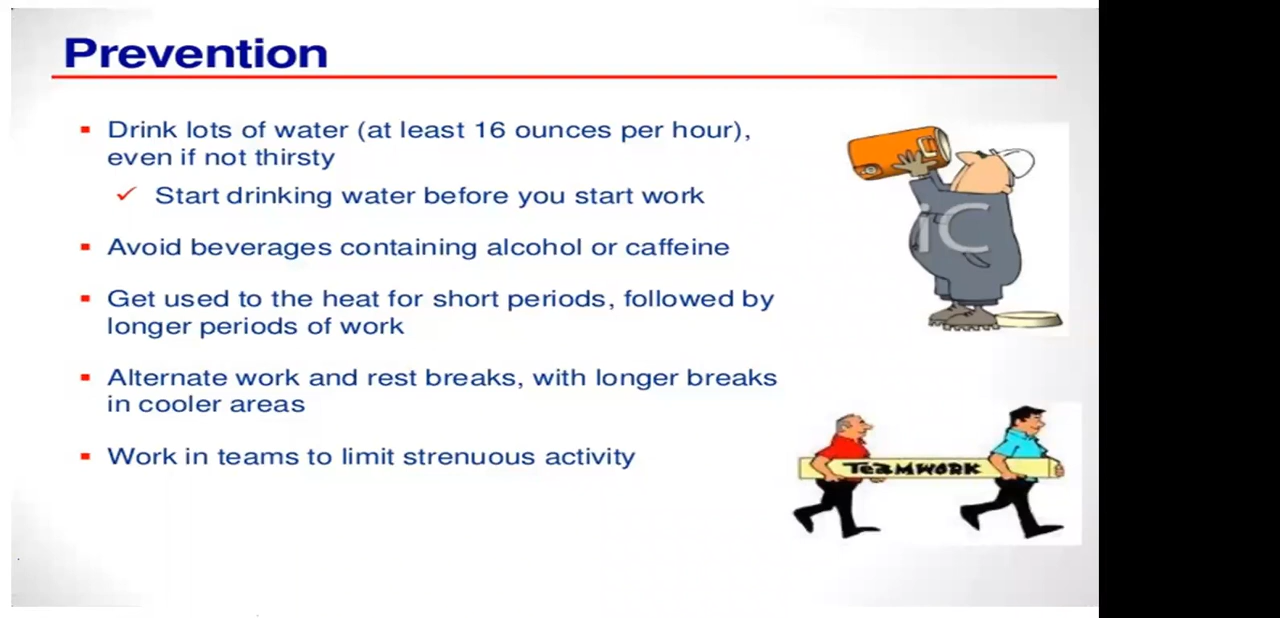 Prevention
Drink lots of water (at least 16 ounces per hour),
even if not thirsty
Start drinking water before you start work
Avoid beverages containing alcohol or caffeine
Get used to the heat for short periods, followed by
longer periods of work
Alternate work and rest breaks, with longer breaks
in cooler areas
Work in teams to limit strenuous activity
iC
TEAMWORK